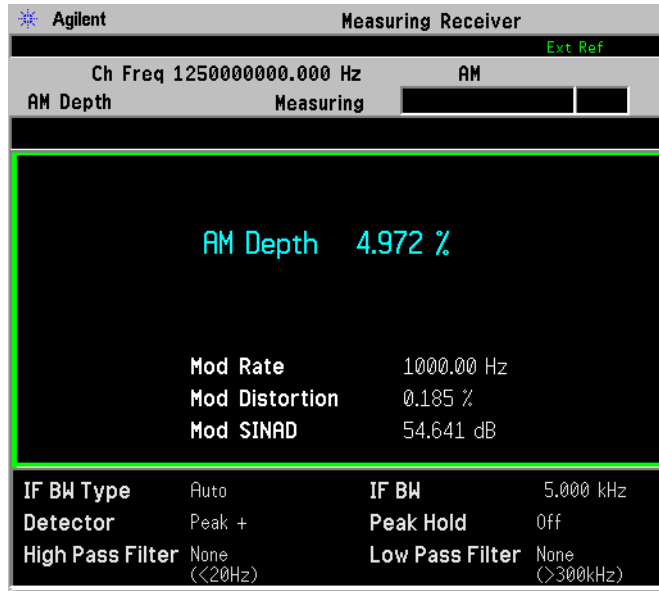 Agilent Measuring Receiver
Ext Ref
Ch Freq 1250000000.000 Hz AM
AM Depth Measuring
AM Depth 4.972 %
Mod Rate 1000.00 Hz
Mod Distortion 0.185 %
Mod SINAD 54.641 dB
IF BW Type Auto IF BW 5.000 kHz
Detector Peak + Peak Hold Off
High Pass Filter None Low Pass Filter None
(<20Hz) (>300kHz)